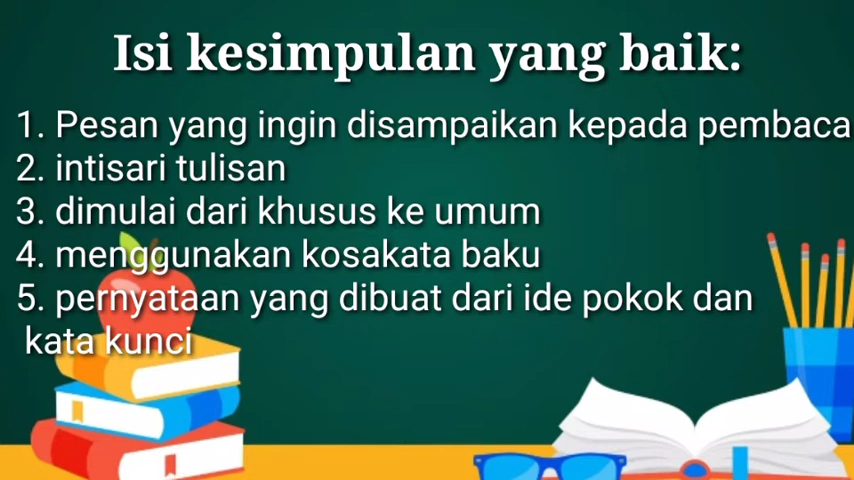 Isi kesimpulan yang baik:
1. Pesan yang ingin disampaikan kepada pembaca
2. intisari tulisan
3. dimulai dari khusus ke umum
4. menggunakan kosakata baku
5. pernyataan yang dibuat dari ide pokok dan
kata kunci